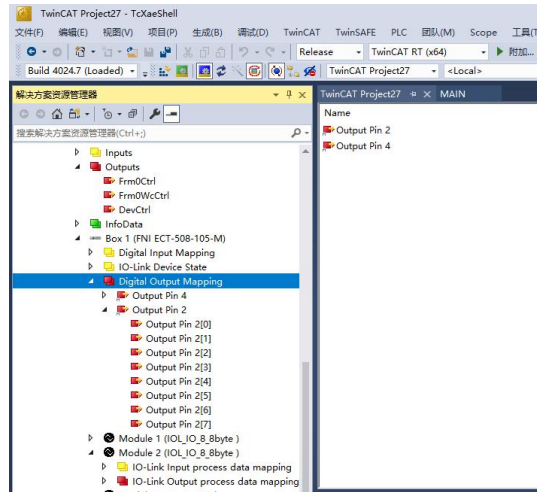 TwinCAT Project27 - TcXaeShell
文件(F) 编辑(E) 视图(V) 项目(P) 生成(B) 调试(D) TwinCAT TwinSAFE PLC 团队(M) Scope 工具(T
Release TwinCAT RT (x64) 附加...
Build 4024.7 (Loaded) TwinCAT Project27 <Local>
解决方案资源管理器
TwinCAT Project27 MAIN
搜索解决方案资源管理器(Ctrl+;)
Name
Output Pin 2
Output Pin 4
Inputs
Outputs
Frm0Ctrl
Frm0WcCtrl
DevCtrl
InfoData
Box 1 (FNI ECT-508-105-M)
Digital Input Mapping
IO-Link Device State
Digital Output Mapping
Output Pin 4
Output Pin 2
Output Pin 2[0]
Output Pin 2[1]
Output Pin 2[2]
Output Pin 2[3]
Output Pin 2[4]
Output Pin 2[5]
Output Pin 2[6]
Output Pin 2[7]
Module 1 (IOL_IO_8_8byte )
Module 2 (IOL_IO_8_8byte )
IO-Link Input process data mapping
IO-Link Output process data mapping